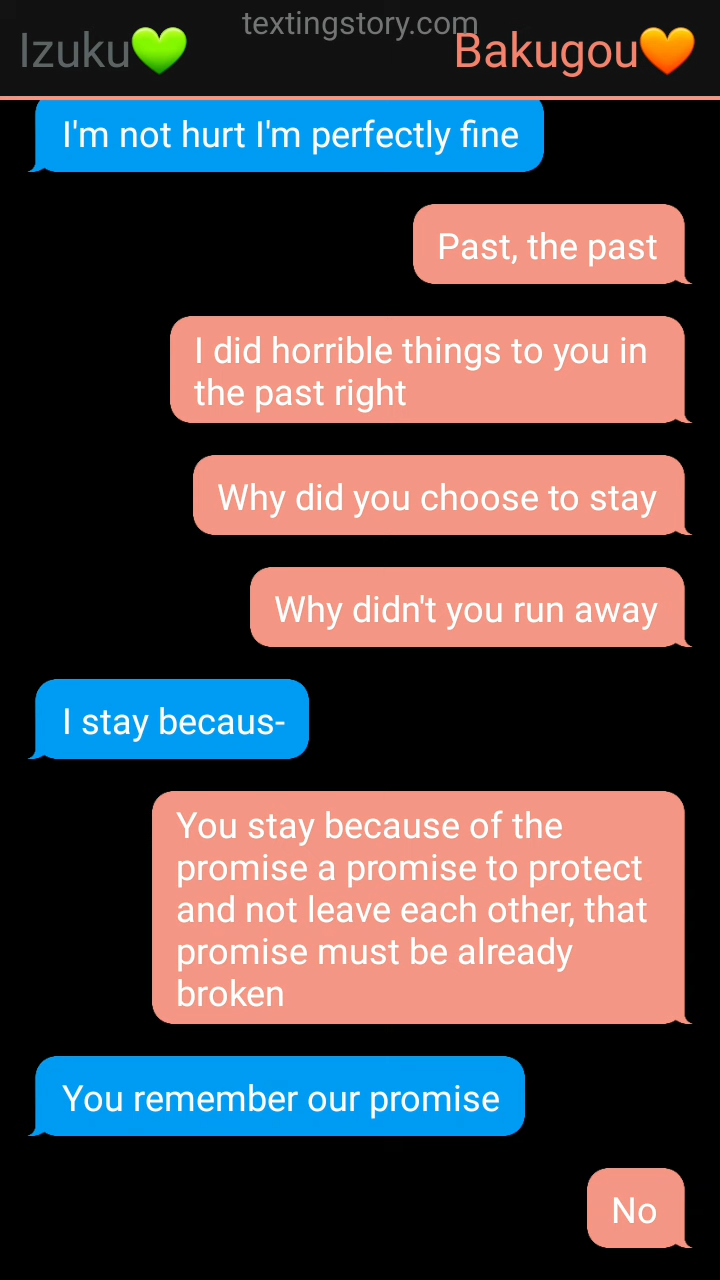 textingstory.com
Izuku💚
Bakugou🧡
I'm not hurt I'm perfectly fine
Past, the past
I did horrible things to you in
the past right
Why did you choose to stay
Why didn't you run away
I stay becaus-
You stay because of the
promise a promise to protect
and not leave each other, that
promise must be already
broken
You remember our promise
No